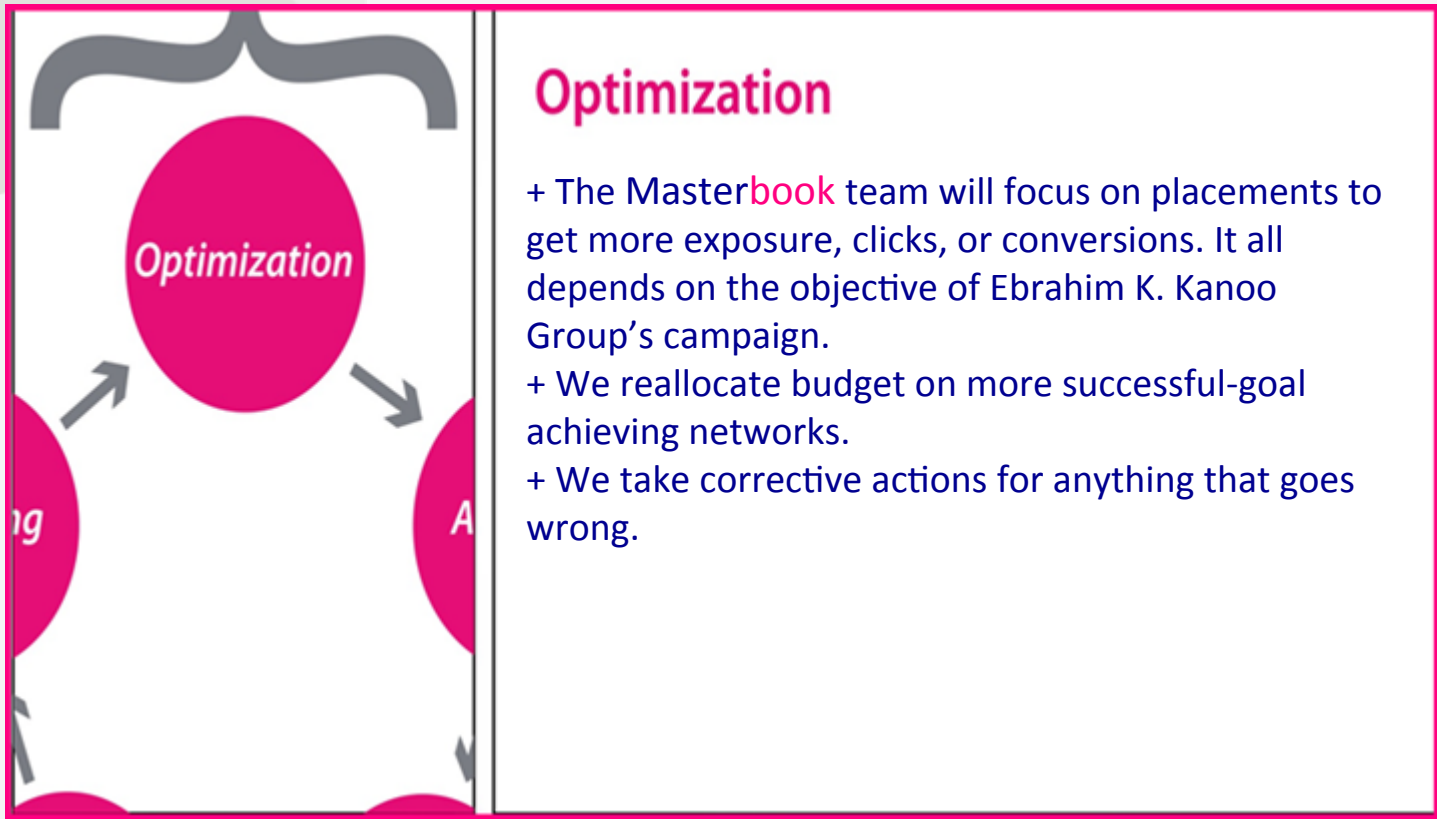 Optimization
Optimization
ng
A
+ The Masterbook team will focus on placements to
get more exposure, clicks, or conversions. It all
depends on the objective of Ebrahim K. Kanoo
Group’s campaign.
+ We reallocate budget on more successful-goal
achieving networks.
+ We take corrective actions for anything that goes
wrong.